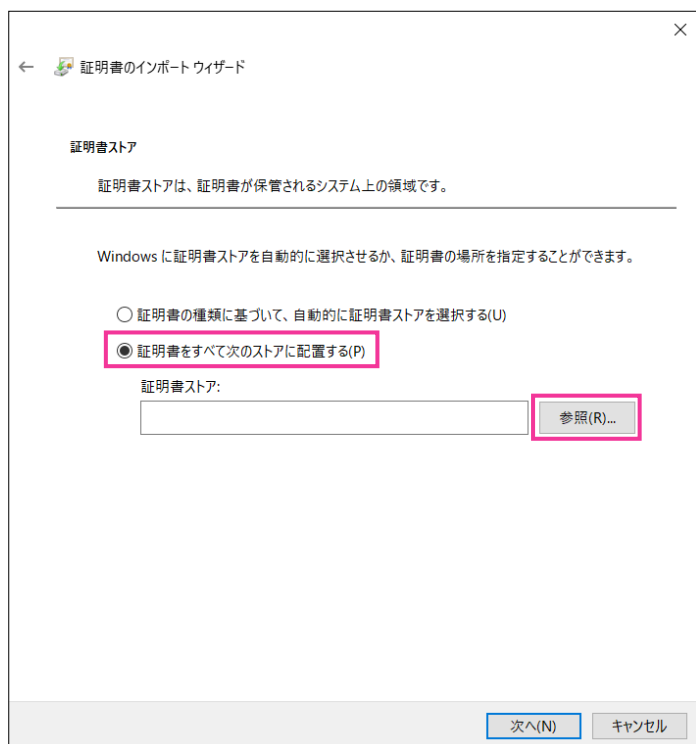 証明書のインポート ウィザード
証明書ストア
証明書ストアは、証明書が保管されるシステム上の領域です。
Windows に証明書ストアを自動的に選択させるか、証明書の場所を指定することができます。
証明書の種類に基づいて、自動的に証明書ストアを選択する(U)
証明書をすべて次のストアに配置する(P)
証明書ストア:
参照(R)...
次へ(N)
キャンセル